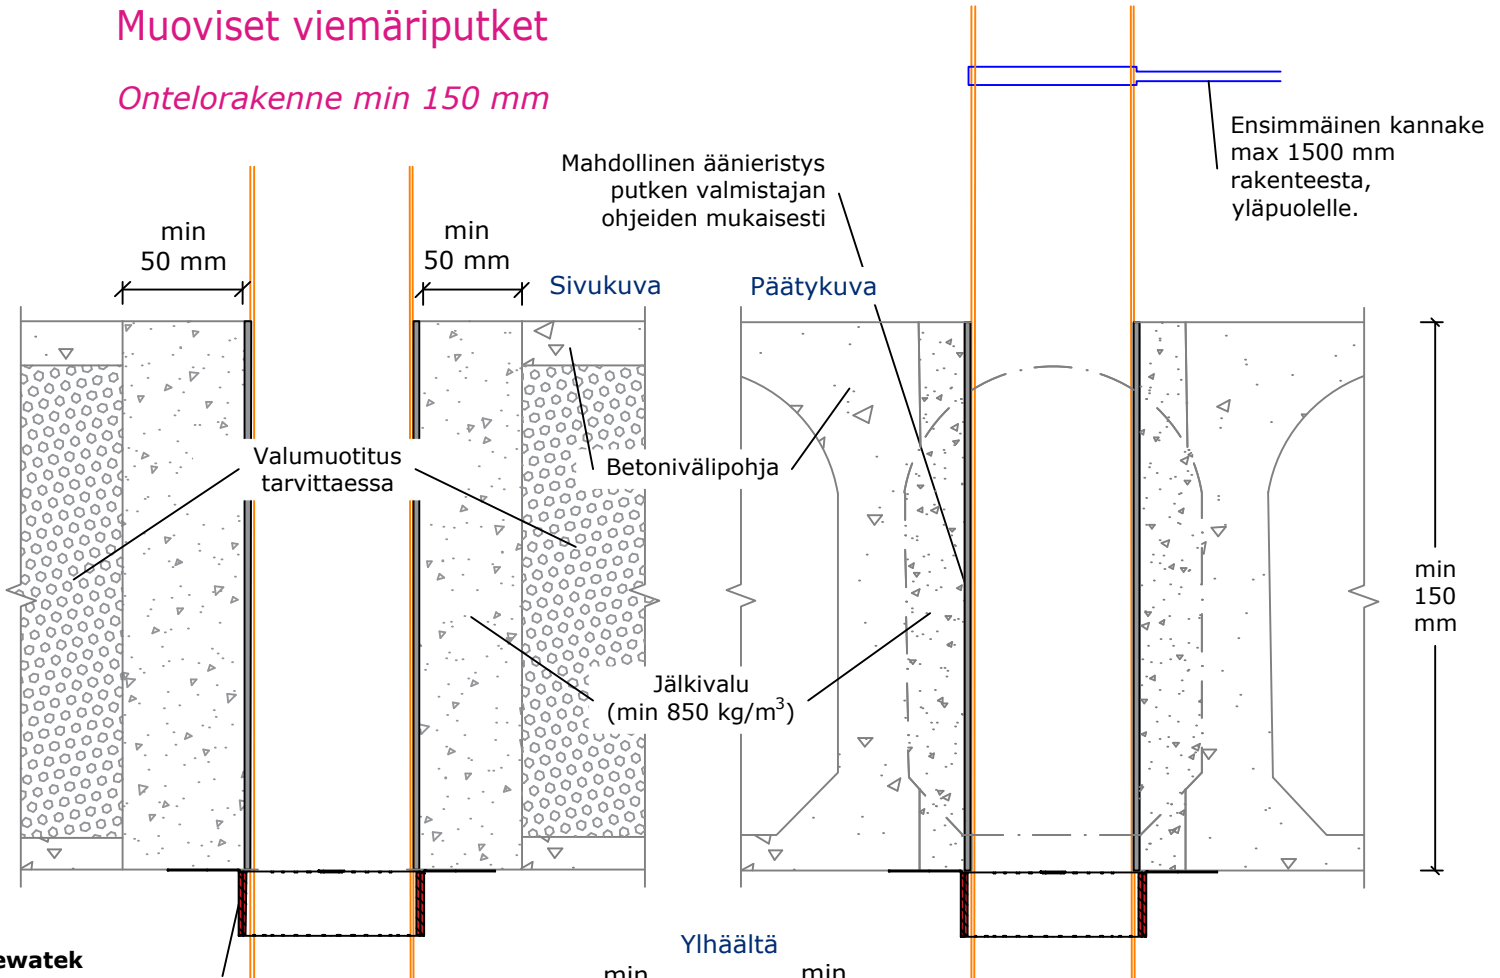 Muoviset viemäriputket
Ontelorakenne min 150 mm
Ensimmäinen kannake
max 1500 mm
rakenteesta,
yläpuolelle.
Mahdollinen äänieristys
putken valmistajan
ohjeiden mukaisesti
min
50 mm
min
50 mm
Sivukuva
Päätykuva
Valumuotitus
tarvittaessa
Betonivälipohja
min
150
mm
Jälkivalu
(min 850 kg/m³)
Ylhäältä
min
min